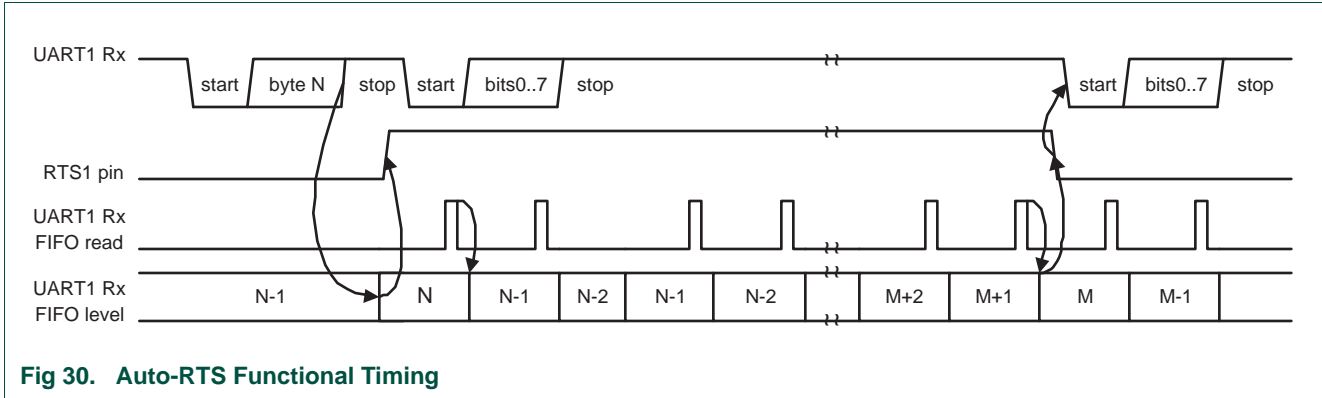 UART1 Rx
start byte N stop start bits0..7 stop start bits0..7 stop
RTS1 pin
UART1 Rx
FIFO read
UART1 Rx
FIFO level
N-1 N N-1 N-2 N-1 N-2 M+2 M+1 M M-1
Fig 30. Auto-RTS Functional Timing